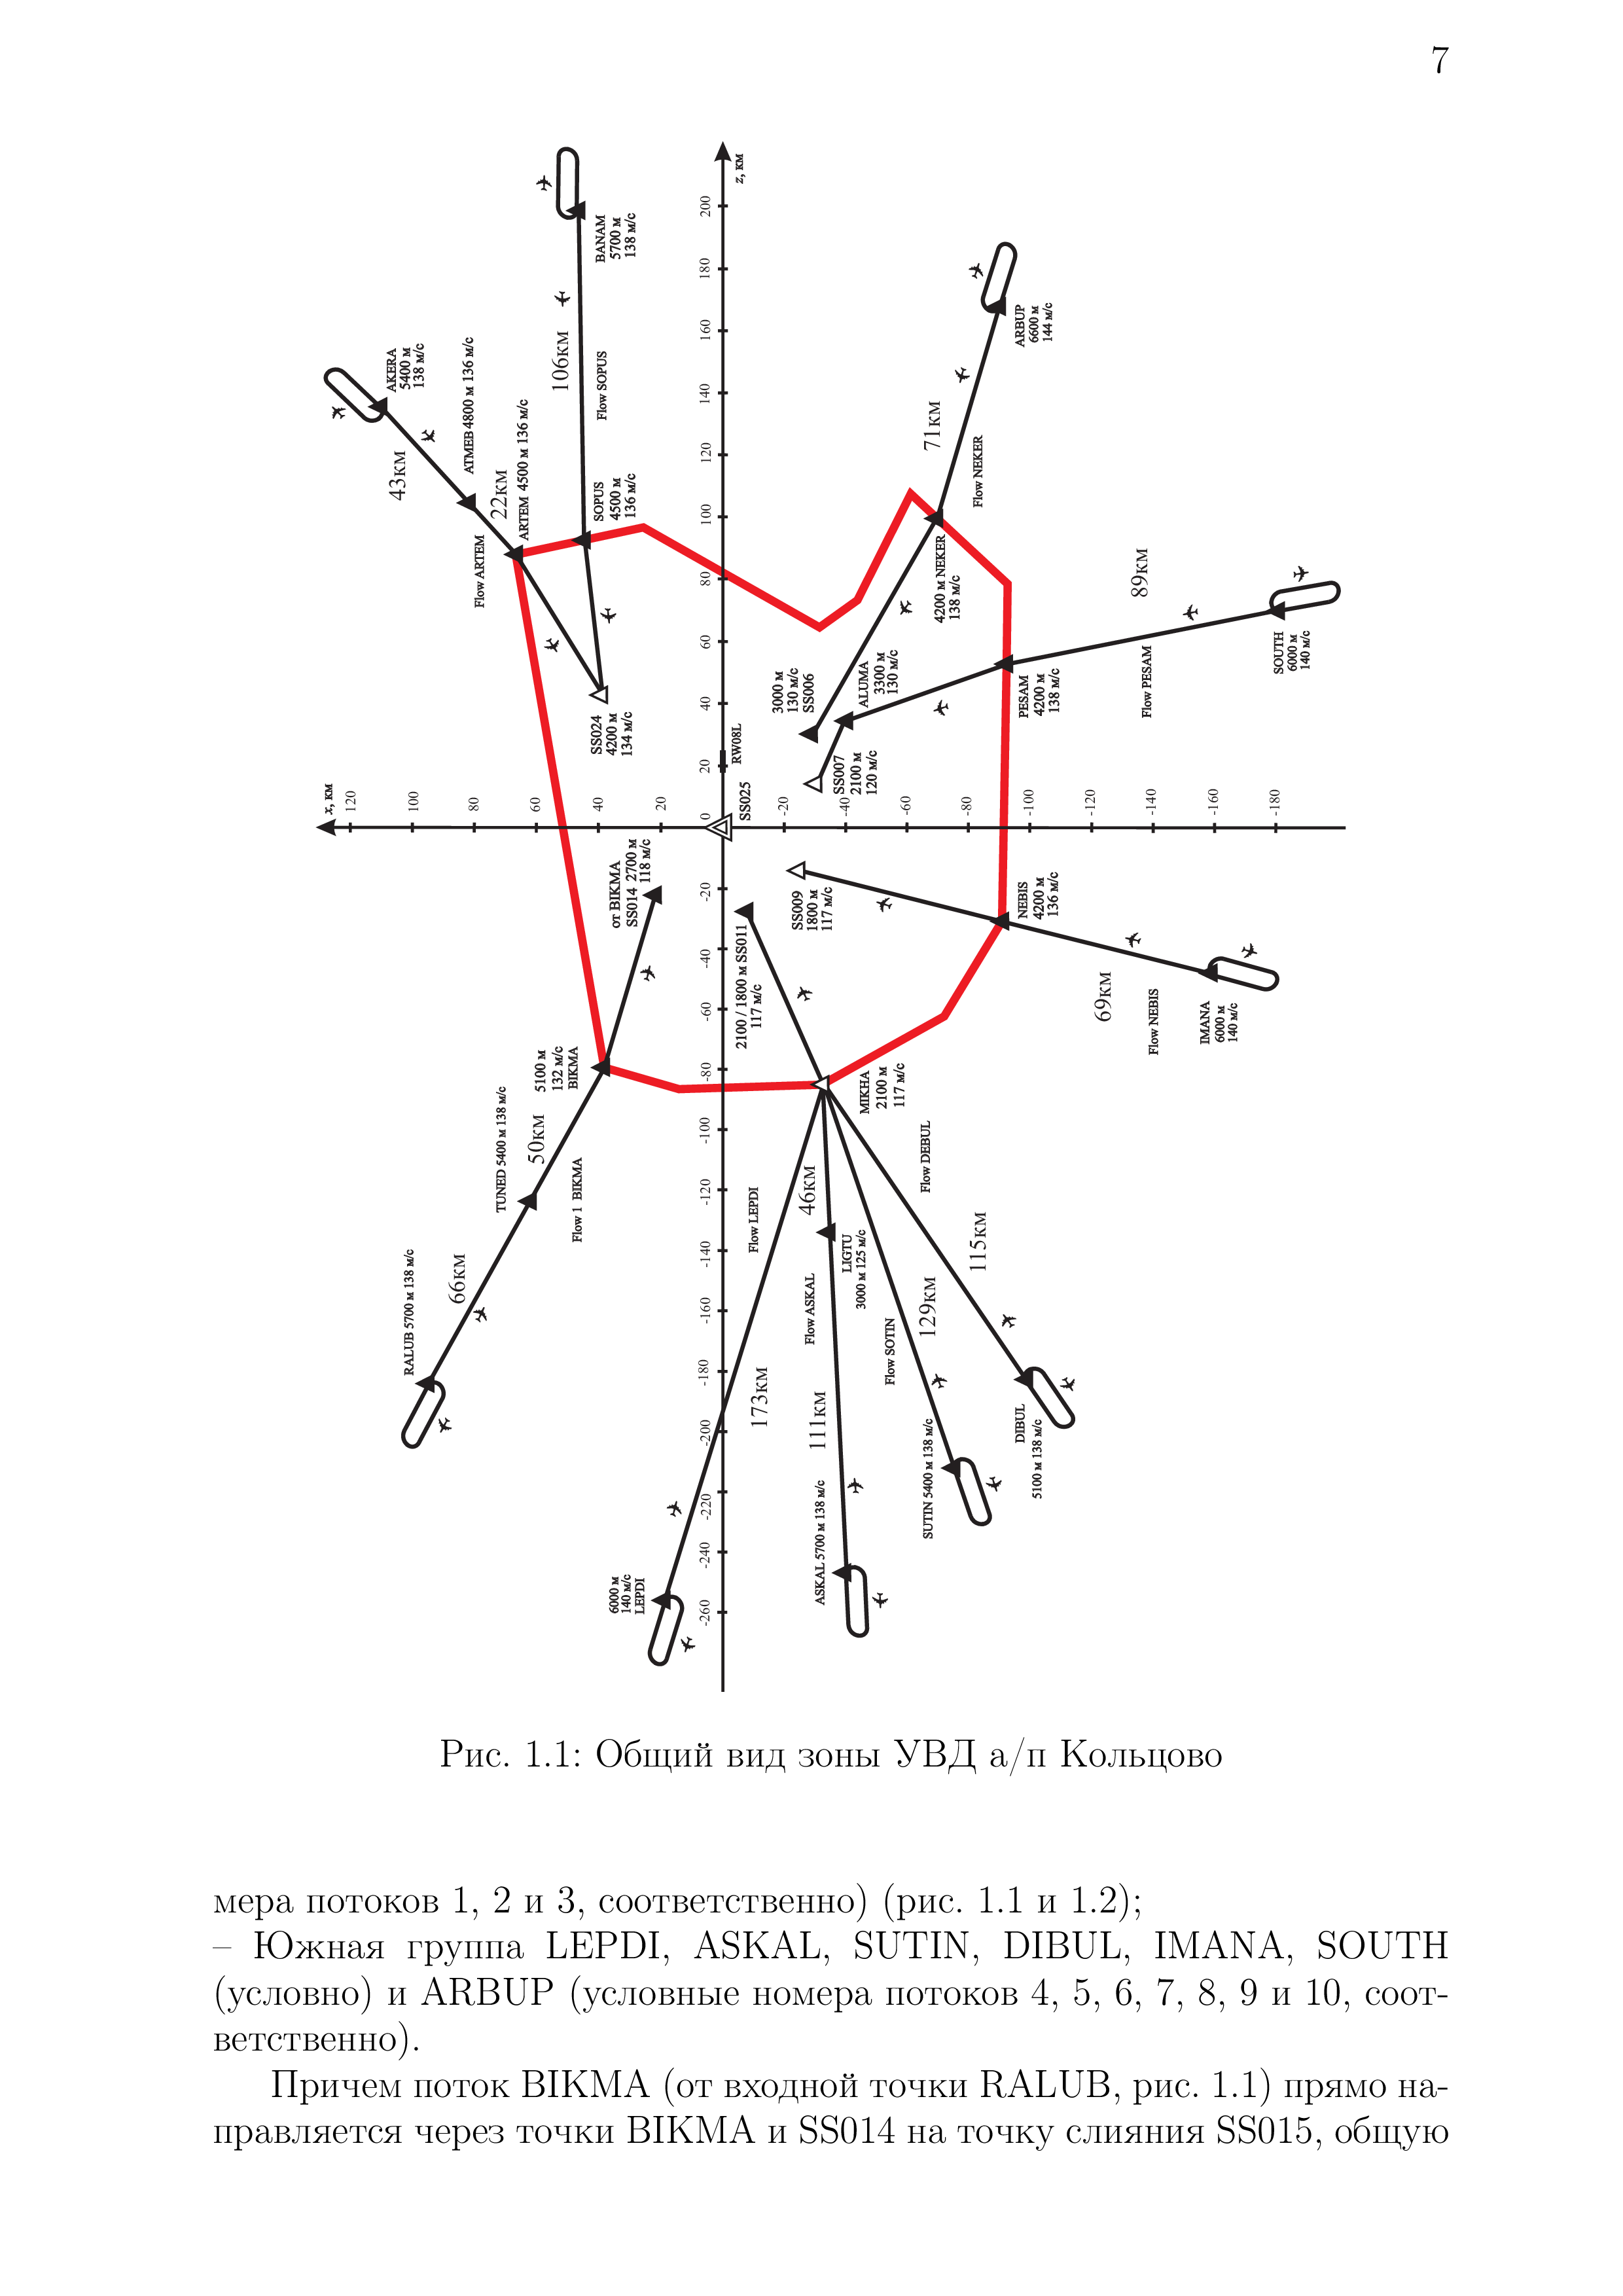 7
z, км
200
180
160
140
120
100
80
60
40
20
0
-20
-40
-60
-80
-100
-120
-140
-160
-180
-200
-220
-240
-260
x, км
120
100
80
60
40
20
-20
-40
-60
-80
-100
-120
-140
-160
-180
BANAM
5700 м
138 м/с
106км
Flow SOPUS
SOPUS
4500 м
136 м/с
AKERA
5400 м
138 м/с
43км
ATMEB 4800 м 136 м/с
22км
ARTEM 4500 м 136 м/с
Flow ARTEM
SS024
4200 м
134 м/с
ARBUP
6600 м
144 м/с
71км
Flow NEKER
4200 м NEKER
138 м/с
3000 м
130 м/с
SS006
ALUMA
3300 м
130 м/с
SS007
2100 м
120 м/с
RW08L
SS025
PESAM
4200 м
138 м/с
Flow PESAM
89км
SOUTH
6000 м
140 м/с
от BIKMA
SS014 2700 м
118 м/с
SS009
1800 м
117 м/с
NEBIS
4200 м
136 м/с
69км
Flow NEBIS
IMANA
6000 м
140 м/с
2100 / 1800 м SS011
117 м/с
5100 м
132 м/с
BIKMA
TUNED 5400 м 138 м/с
50км
Flow 1 BIKMA
66км
RALUB 5700 м 138 м/с
MIKHA
2100 м
117 м/с
Flow LEPDI
173км
6000 м
140 м/с
LEPDI
46км
LIGTU
3000 м 125 м/с
Flow ASKAL
111км
ASKAL 5700 м 138 м/с
Flow SOTIN
129км
SUTIN 5400 м 138 м/с
Flow DEBUL
115км
DIBUL
5100 м 138 м/с
Рис. 1.1: Общий вид зоны УВД а/п Кольцово
мера потоков 1, 2 и 3, соответственно) (рис. 1.1 и 1.2);
– Южная группа LEPDI, ASKAL, SUTIN, DIBUL, IMANA, SOUTH
(условно) и ARBUP (условные номера потоков 4, 5, 6, 7, 8, 9 и 10, соот-
ветственно).
Причем поток BIKMA (от входной точки RALUB, рис. 1.1) прямо на-
правляется через точки BIKMA и SS014 на точку слияния SS015, общую